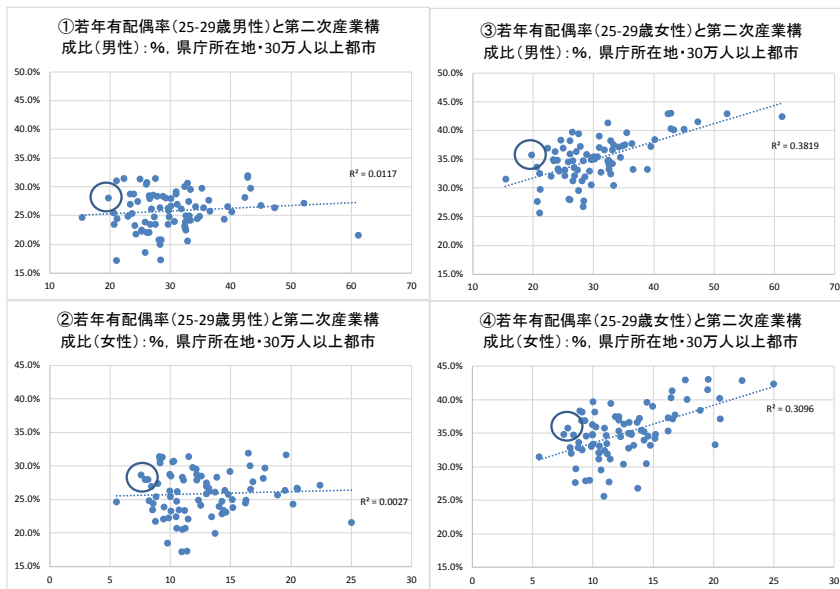 ①若年有配偶率(25-29歳男性)と第二次産業構
成比(男性):%, 県庁所在地・30万人以上都市
50.0%
45.0%
40.0%
35.0%
30.0%
25.0%
20.0%
15.0%
R² = 0.0117
10 20 30 40 50 60 70
③若年有配偶率(25-29歳女性)と第二次産業構
成比(男性):%, 県庁所在地・30万人以上都市
50.0%
45.0%
40.0%
35.0%
30.0%
25.0%
20.0%
15.0%
R² = 0.3819
10 20 30 40 50 60 70
②若年有配偶率(25-29歳男性)と第二次産業構
成比(女性):%, 県庁所在地・30万人以上都市
45.0%
40.0%
35.0%
30.0%
25.0%
20.0%
15.0%
R² = 0.0027
0 5 10 15 20 25 30
④若年有配偶率(25-29歳女性)と第二次産業構
成比(女性):%, 県庁所在地・30万人以上都市
45.0%
40.0%
35.0%
30.0%
25.0%
20.0%
15.0%
R² = 0.3096
0 5 10 15 20 25 30